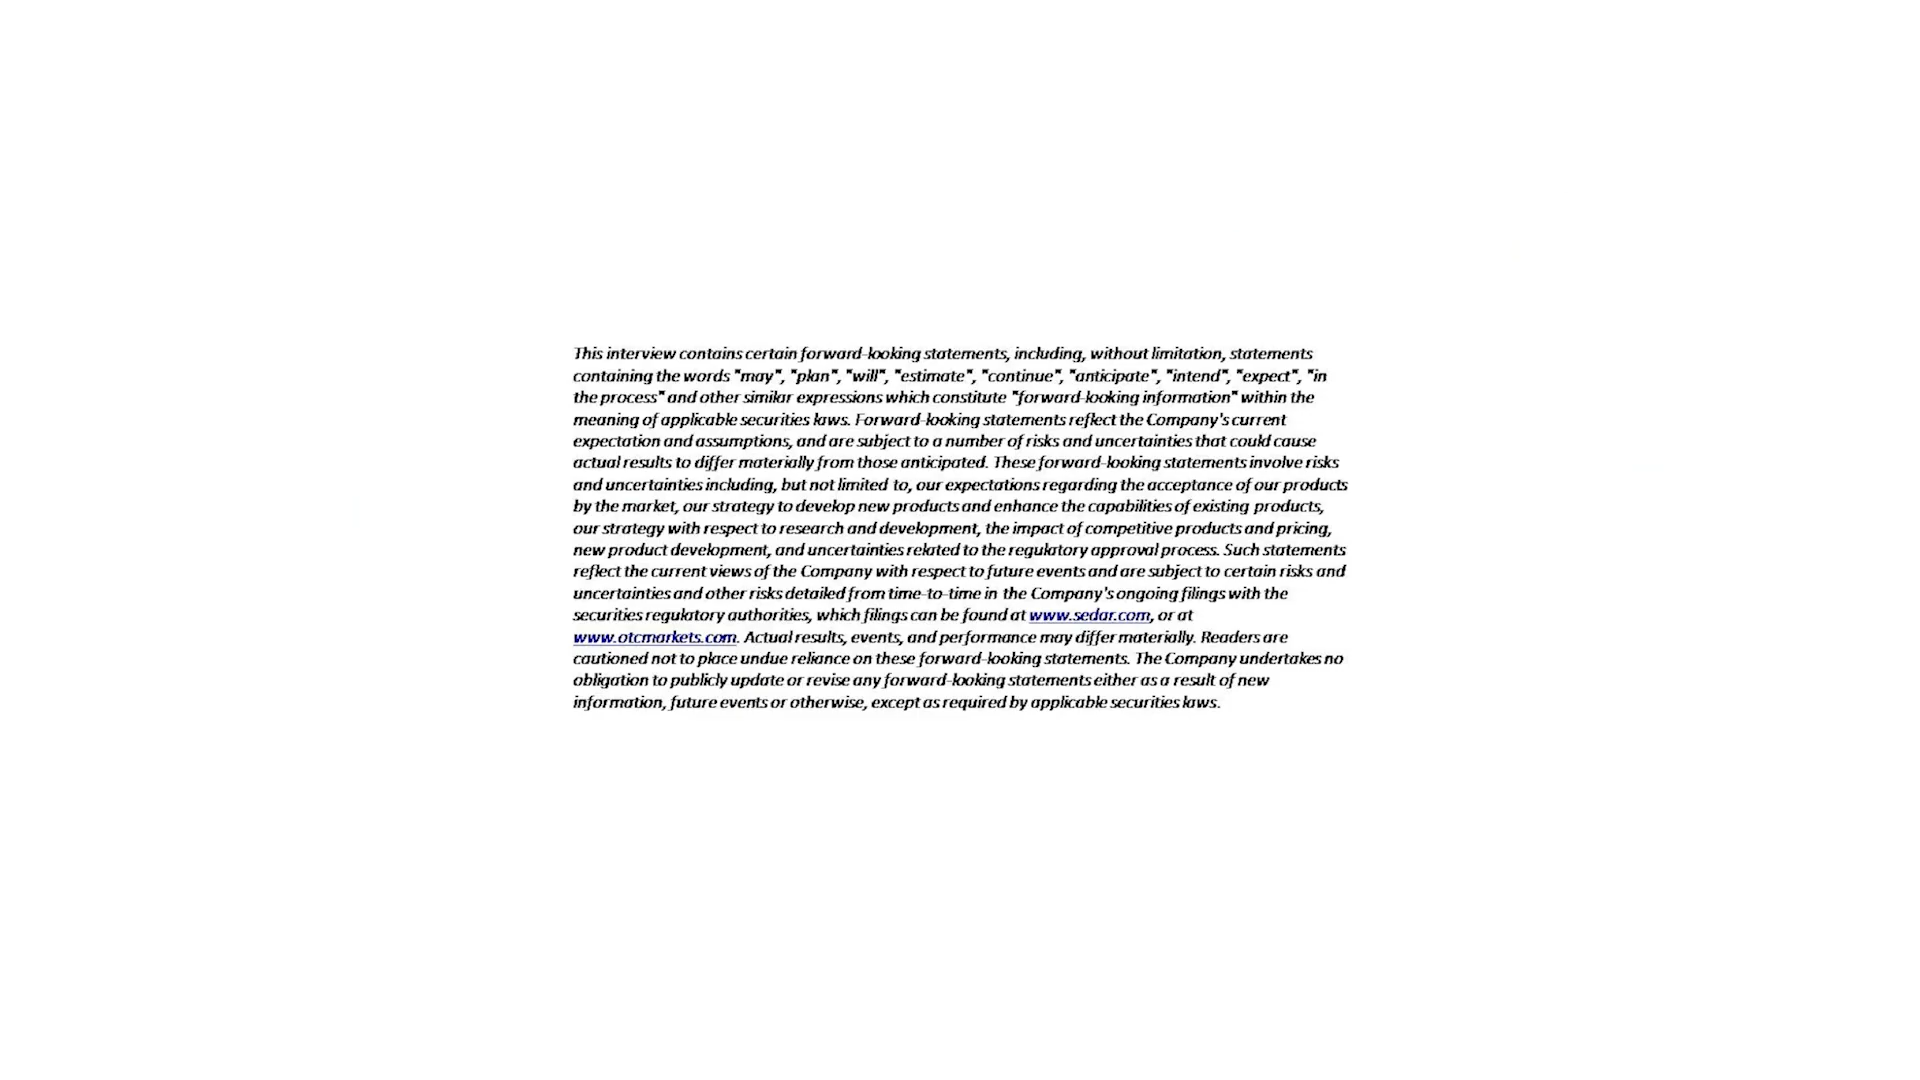 This interview contains certain forward-looking statements, including, without limitation, statements
containing the words "may", "plan", "will", "estimate", "continue", "anticipate", "intend", "expect", "in
the process" and other similar expressions which constitute "forward-looking information" within the
meaning of applicable securities laws. Forward-looking statements reflect the Company's current
expectation and assumptions, and are subject to a number of risks and uncertainties that could cause
actual results to differ materially from those anticipated. These forward-looking statements involve risks
and uncertainties including, but not limited to, our expectations regarding the acceptance of our products
by the market, our strategy to develop new products and enhance the capabilities of existing products,
our strategy with respect to research and development, the impact of competitive products and pricing,
new product development, and uncertainties related to the regulatory approval process. Such statements
reflect the current views of the Company with respect to future events and are subject to certain risks and
uncertainties and other risks detailed from time-to-time in the Company's ongoing filings with the
securities regulatory authorities, which filings can be found at www.sedar.com, or at
www.otcmarkets.com. Actual results, events, and performance may differ materially. Readers are
cautioned not to place undue reliance on these forward-looking statements. The Company undertakes no
obligation to publicly update or revise any forward-looking statements either as a result of new
information, future events or otherwise, except as required by applicable securities laws.